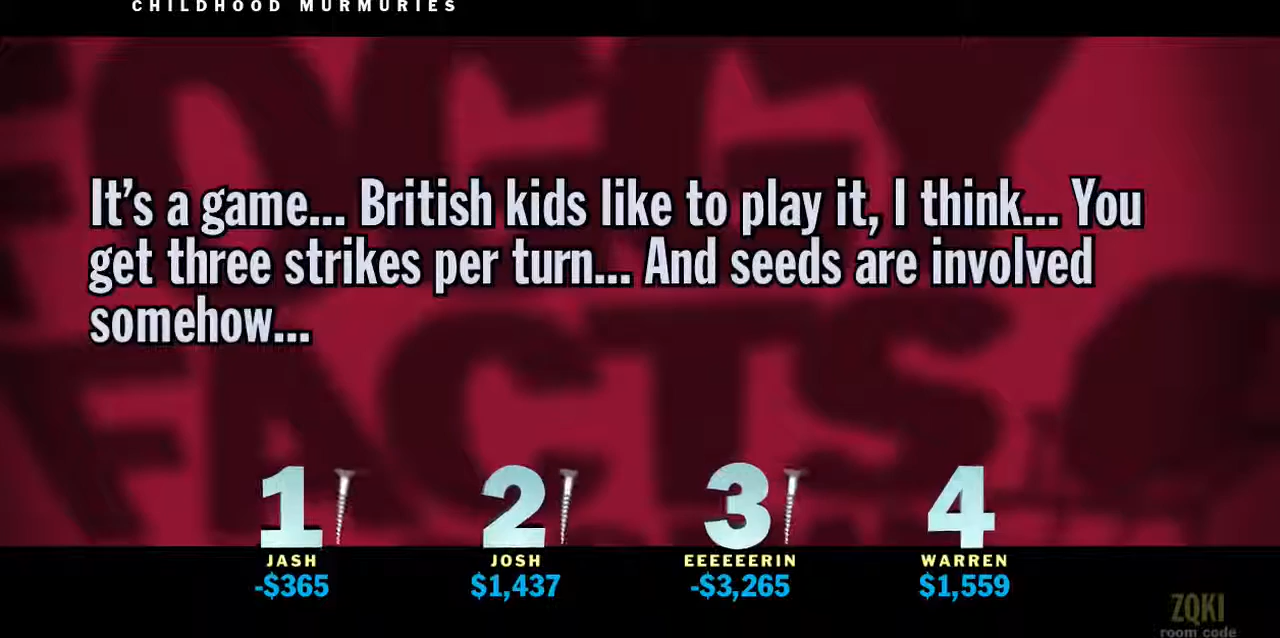 CHILDHOOD MURMURIES
It's a game... British kids like to play it, I think... You
get three strikes per turn... And seeds are involved
somehow...
FOGGY
FACTS
1 2 3 4
JASH JOSH EEEEEERIN WARREN
-$365 $1,437 -$3,265 $1,559
ZQKI
room code